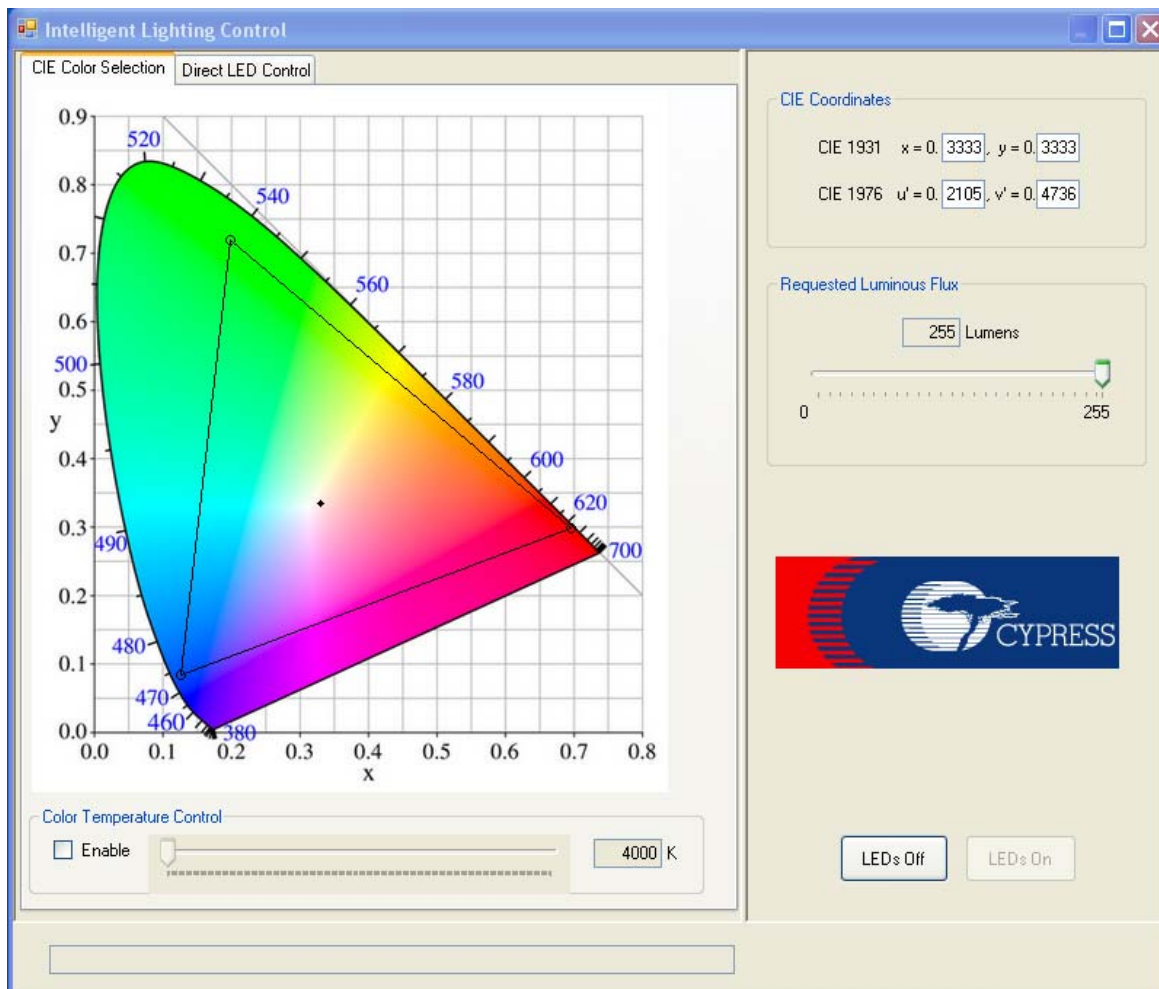 Intelligent Lighting Control
CIE Color Selection
Direct LED Control
0.9
0.8
0.7
0.6
0.5
0.4
0.3
0.2
0.1
0.0
y
520
540
560
580
600
620
700
500
490
480
470
460
380
0.0 0.1 0.2 0.3 0.4 0.5 0.6 0.7 0.8
x
Color Temperature Control
Enable
4000 K
CIE Coordinates
CIE 1931 x = 0. 3333 , y = 0. 3333
CIE 1976 u' = 0. 2105 , v' = 0. 4736
Requested Luminous Flux
255 Lumens
0 255
CYPRESS
LEDs Off
LEDs On